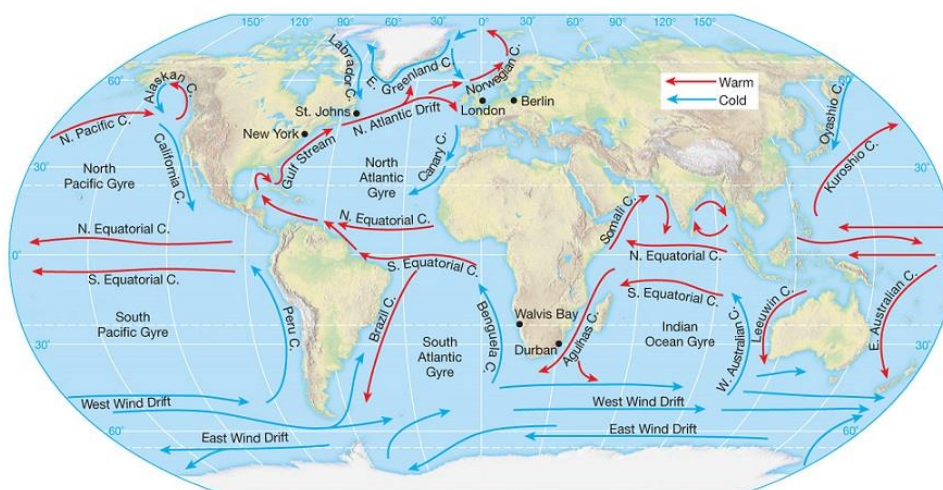 150° 120° 90° 60° 30° 0° 30° 60° 90° 120° 150°
60°
60°
Labrador C.
E. Greenland C.
Norwegian C.
Alaskan C.
Warm
Cold
Oyashio C.
N. Pacific C.
St. Johns
N. Atlantic Drift
London
Berlin
New York
Gulf Stream
California C.
Canary C.
Kuroshio C.
30°
30°
North
Pacific Gyre
North
Atlantic
Gyre
N. Equatorial C.
N. Equatorial C.
Somali C.
N. Equatorial C.
0°
0°
S. Equatorial C.
S. Equatorial C.
S. Equatorial C.
South
Pacific Gyre
Peru C.
Brazil C.
South
Atlantic
Gyre
Benguela C.
Walvis Bay
Durban
Agulhas C.
Indian
Ocean Gyre
W. Australian C.
Leeuwin C.
E. Australian C.
30°
30°
West Wind Drift
West Wind Drift
East Wind Drift
East Wind Drift
60°
60°